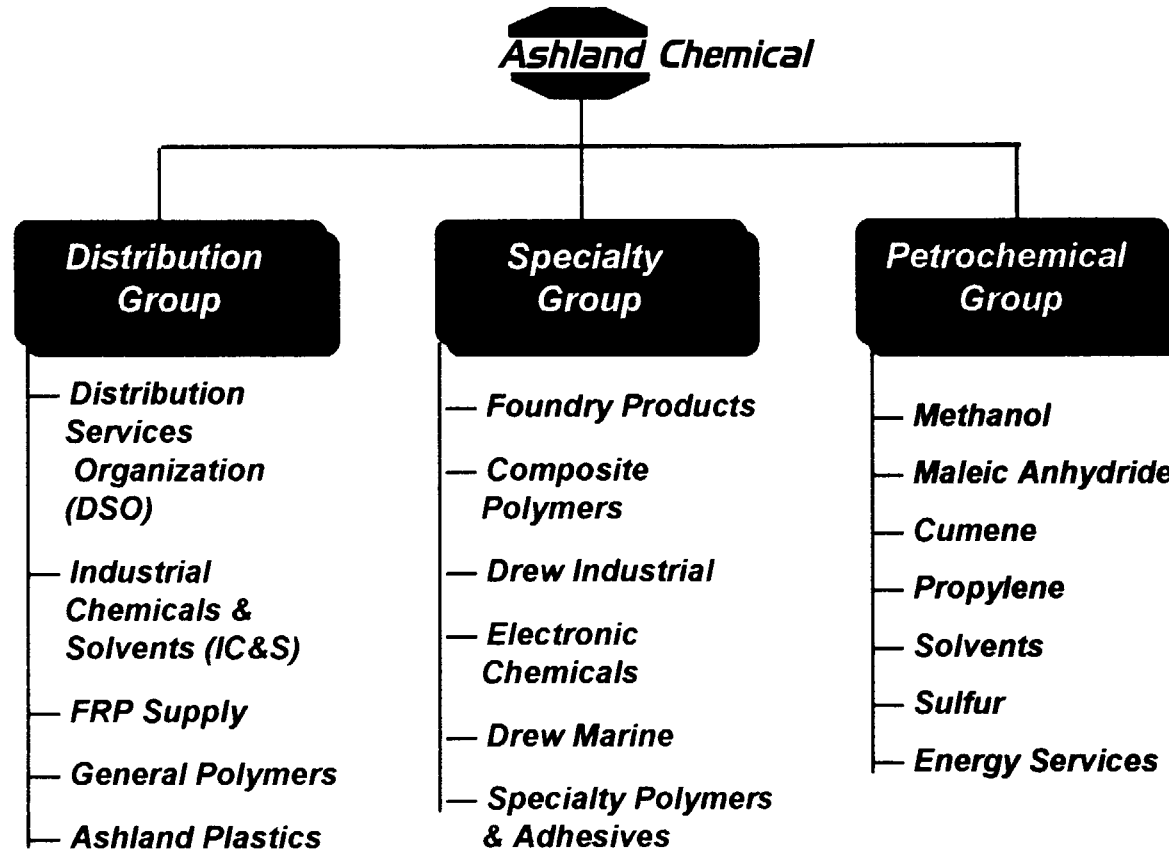 Ashland Chemical
Distribution
Group
Distribution
Services
Organization
(DSO)
Industrial
Chemicals &
Solvents (IC&S)
FRP Supply
General Polymers
Ashland Plastics
Specialty
Group
Foundry Products
Composite
Polymers
Drew Industrial
Electronic
Chemicals
Drew Marine
Specialty Polymers
& Adhesives
Petrochemical
Group
Methanol
Maleic Anhydride
Cumene
Propylene
Solvents
Sulfur
Energy Services